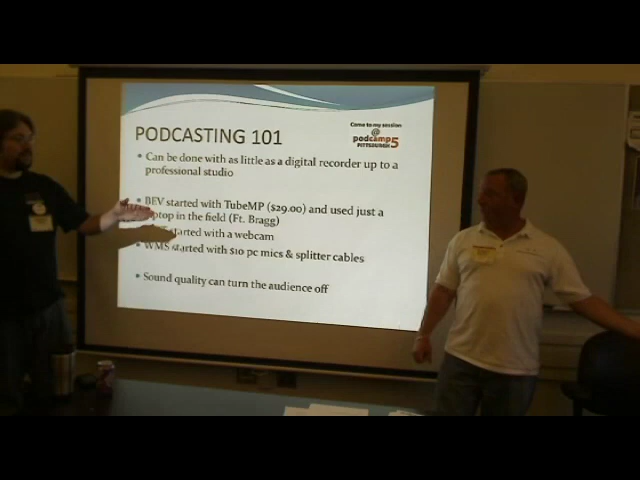 Come to my session
@
podcamp5
PITTSBURGH
PODCASTING 101
• Can be done with as little as a digital recorder up to a
professional studio
• BEV started with TubeMP ($29.00) and used just a
laptop in the field (Ft. Bragg)
started with a webcam
• WMS started with $10 pc mics & splitter cables
• Sound quality can turn the audience off